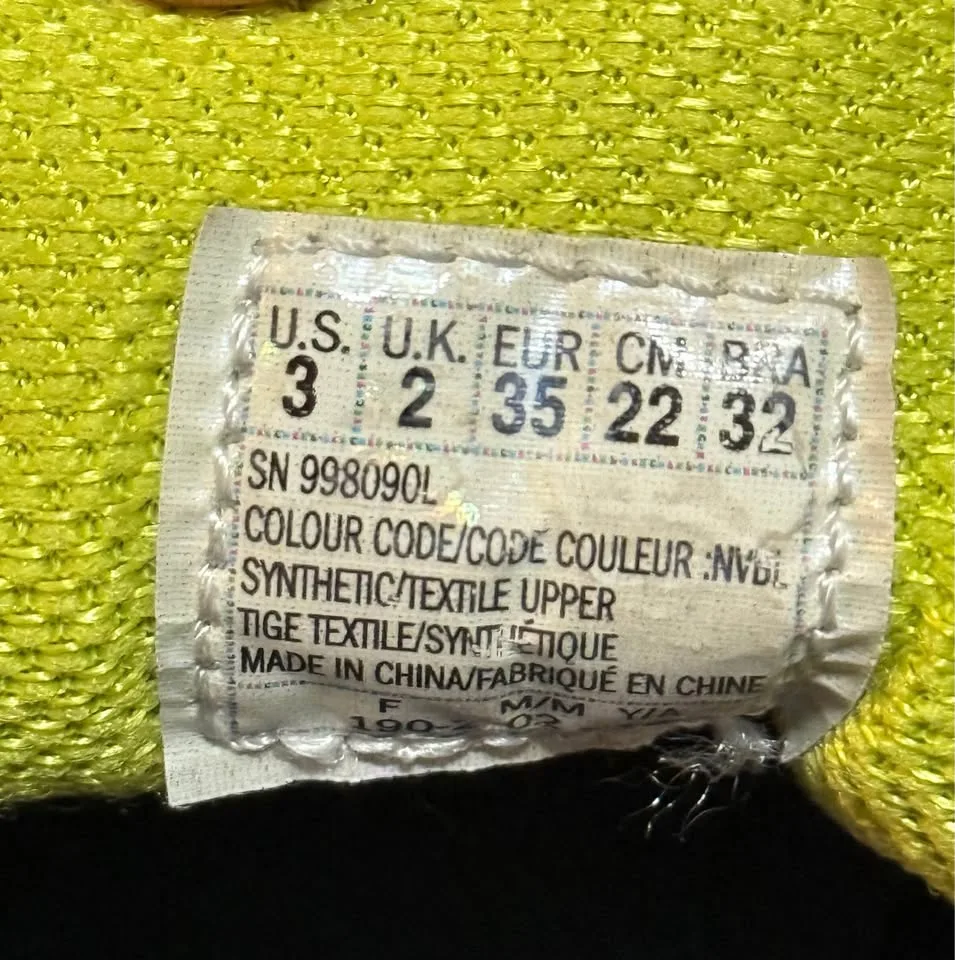 U.S. U.K. EUR CM. BRA
3 2 35 22 32
SN 998090L
COLOUR CODE/CODE COULEUR :NVBL
SYNTHETIC/TEXTILE UPPER
TIGE TEXTILE/SYNTHÉTIQUE
MADE IN CHINA/FABRIQUÉ EN CHINE
F M/M
02